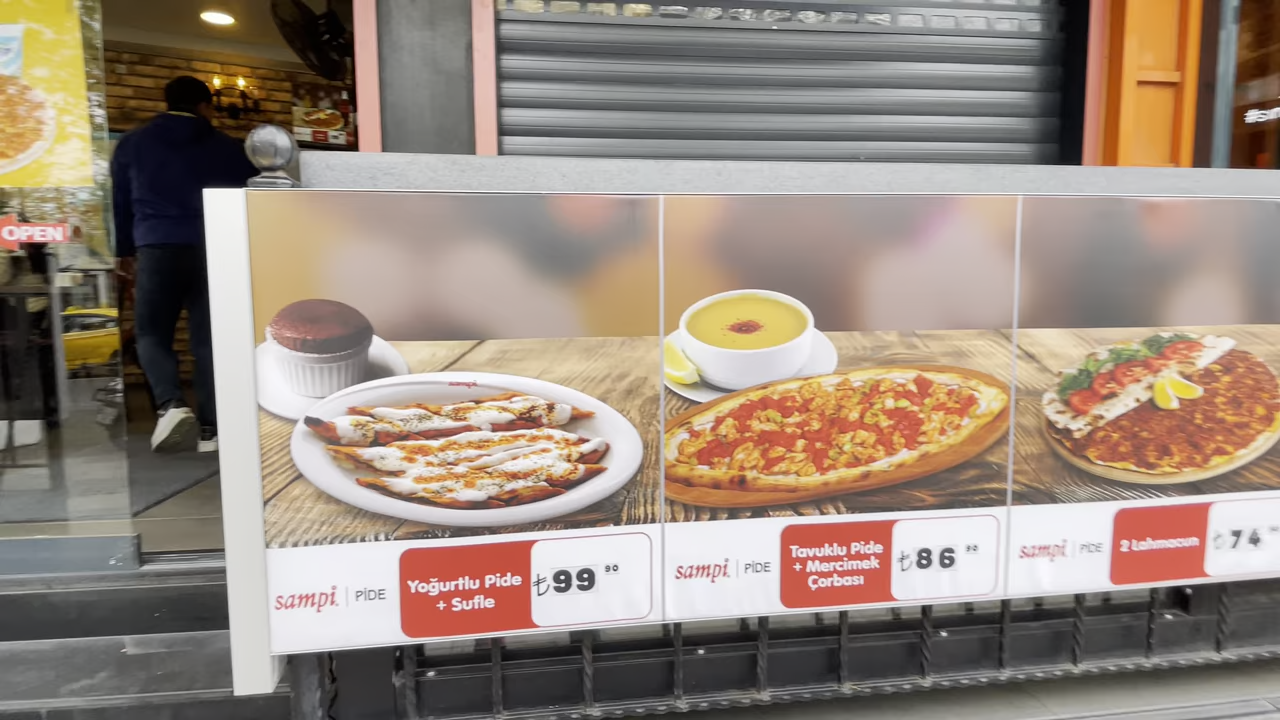 OPEN
sampi
sampi. | PİDE
Yoğurtlu Pide
+ Sufle
₺99 90
sampi. | PİDE
Tavuklu Pide
+ Mercimek
Çorbası
₺86 90
sampi. | PİDE
2 Lahmacun
₺74